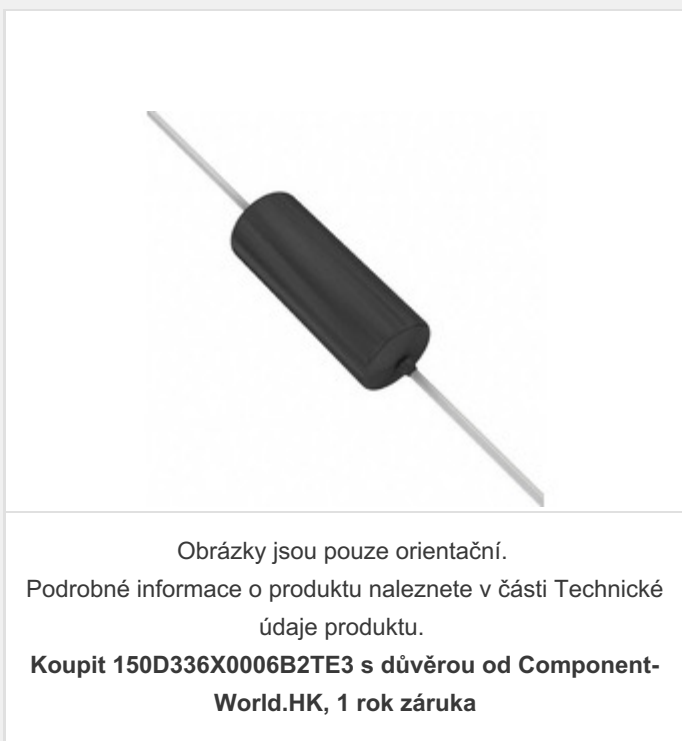 Obrázky jsou pouze orientační.
Podrobné informace o produktu naleznete v části Technické
údaje produktu.
Koupit 150D336X0006B2TE3 s důvěrou od Component-
World.HK, 1 rok záruka